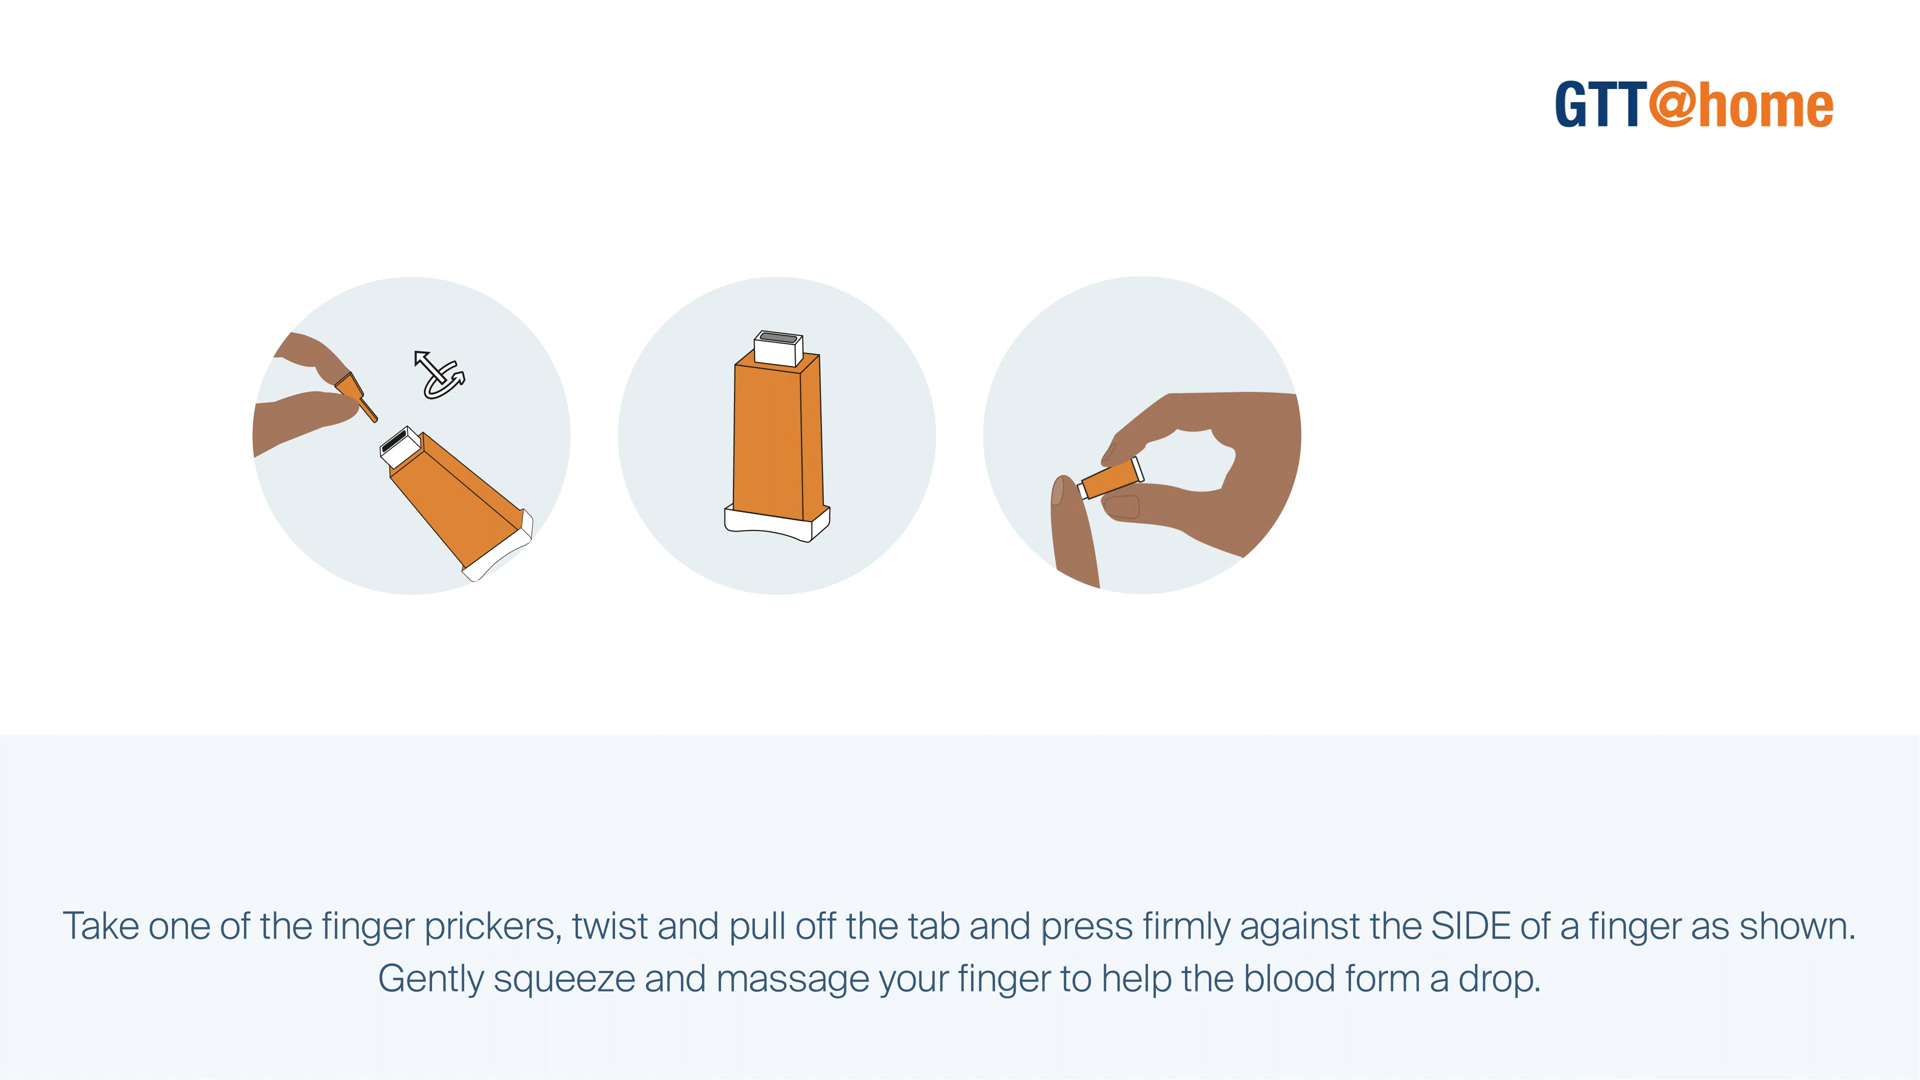 GTT@home
Take one of the finger prickers, twist and pull off the tab and press firmly against the SIDE of a finger as shown.
Gently squeeze and massage your finger to help the blood form a drop.